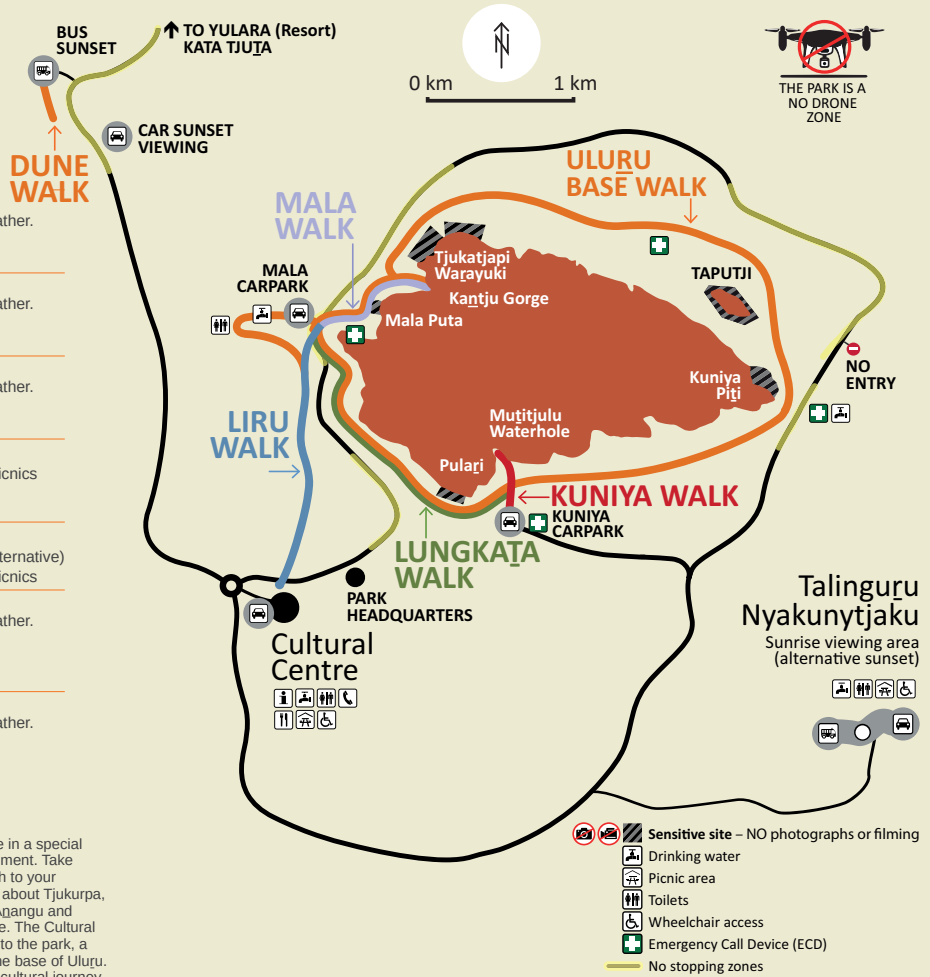 BUS
SUNSET
TO YULARA (Resort)
KATA TJUṮA
N
0 km
1 km
THE PARK IS A
NO DRONE
ZONE
CAR SUNSET
VIEWING
DUNE
WALK
ULURU
BASE WALK
MALA
WALK
ather.
Tjukatjapi
Waṟayuki
TAPUTJI
MALA
CARPARK
Kaṉtju Gorge
ather.
Mala Puta
NO
ENTRY
Kuniya
Piṯi
ather.
Muṯitjulu
Waterhole
LIRU
WALK
Pulaṟi
icnics
KUNIYA WALK
KUNIYA
CARPARK
LUNGKAṮA
WALK
ternative)
icnics
PARK
HEADQUARTERS
Talinguṟu
Nyakunytjaku
Sunrise viewing area
(alternative sunset)
ather.
Cultural
Centre
i
ather.
Sensitive site – NO photographs or filming
Drinking water
Picnic area
Toilets
Wheelchair access
Emergency Call Device (ECD)
No stopping zones
e in a special
ment. Take
h to your
about Tjukurpa,
Aṉangu and
e. The Cultural
to the park, a
he base of Uluṟu.
cultural journey